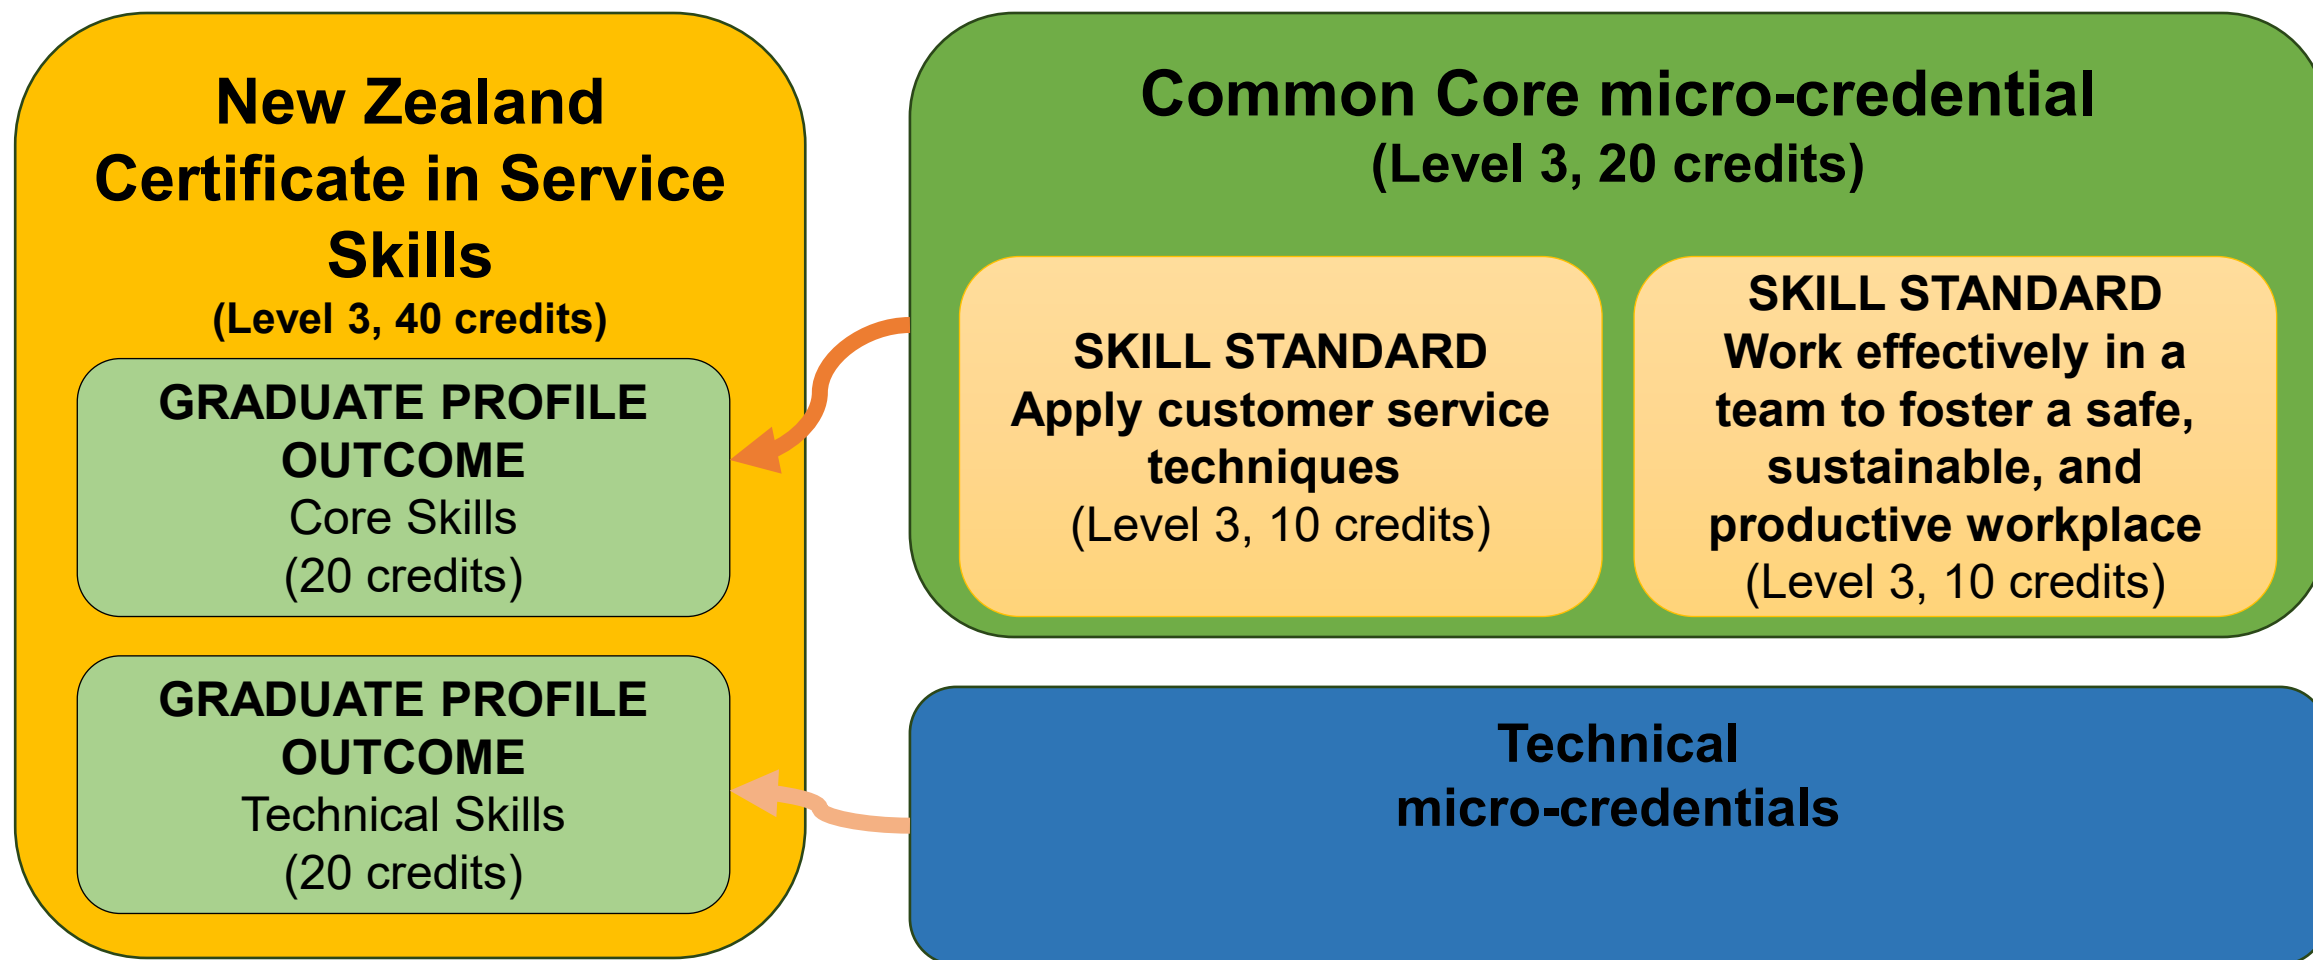 New Zealand
Certificate in Service
Skills
(Level 3, 40 credits)
GRADUATE PROFILE
OUTCOME
Core Skills
(20 credits)
GRADUATE PROFILE
OUTCOME
Technical Skills
(20 credits)
Common Core micro-credential
(Level 3, 20 credits)
SKILL STANDARD
Apply customer service
techniques
(Level 3, 10 credits)
SKILL STANDARD
Work effectively in a
team to foster a safe,
sustainable, and
productive workplace
(Level 3, 10 credits)
Technical
micro-credentials